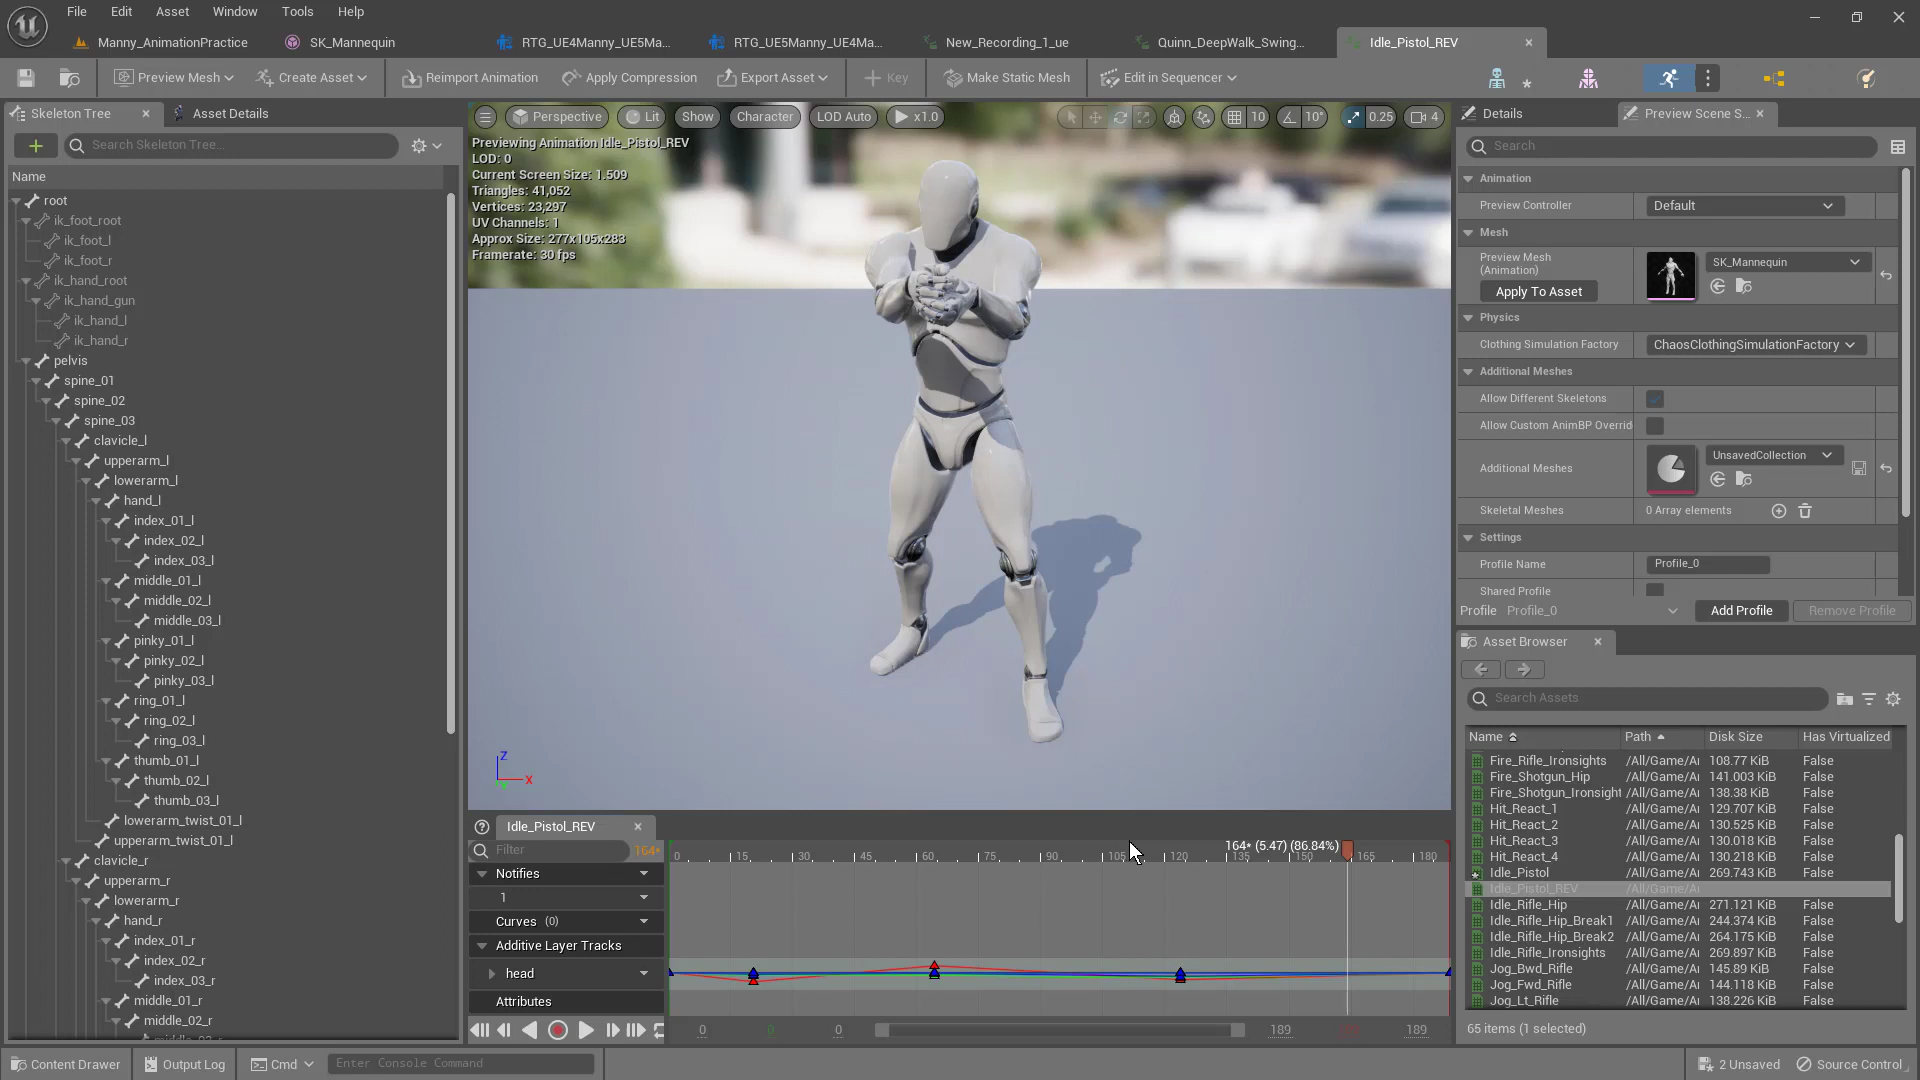 File Edit Asset Window Tools Help
Manny_AnimationPractice SK_Mannequin RTG_UE4Manny_UE5Ma... RTG_UE5Manny_UE4Ma... New_Recording_1_ue Quinn_DeepWalk_Swing... Idle_Pistol_REV
Preview Mesh Create Asset Reimport Animation Apply Compression Export Asset Key Make Static Mesh Edit in Sequencer
Skeleton Tree Asset Details
Search Skeleton Tree...
Name
root
ik_foot_root
ik_foot_l
ik_foot_r
ik_hand_root
ik_hand_gun
ik_hand_l
ik_hand_r
pelvis
spine_01
spine_02
spine_03
clavicle_l
upperarm_l
lowerarm_l
hand_l
index_01_l
index_02_l
index_03_l
middle_01_l
middle_02_l
middle_03_l
pinky_01_l
pinky_02_l
pinky_03_l
ring_01_l
ring_02_l
ring_03_l
thumb_01_l
thumb_02_l
thumb_03_l
lowerarm_twist_01_l
upperarm_twist_01_l
clavicle_r
upperarm_r
lowerarm_r
hand_r
index_01_r
index_02_r
index_03_r
middle_01_r
middle_02_r
Perspective Lit Show Character LOD Auto x1.0 10 10° 0.25 4
Previewing Animation Idle_Pistol_REV
LOD: 0
Current Screen Size: 1.509
Triangles: 41,052
Vertices: 23,297
UV Channels: 1
Approx Size: 277x105x283
Framerate: 30 fps
Z
X
Idle_Pistol_REV
Filter 164*
164* (5.47) (86.84%)
0 15 30 45 60 75 90 105 120 135 150 165 180
Notifies
1
Curves (0)
Additive Layer Tracks
head
Attributes
0 0 0 189 189
Details Preview Scene S...
Search
Animation
Preview Controller Default
Mesh
Preview Mesh
(Animation)
SK_Mannequin
Apply To Asset
Physics
Clothing Simulation Factory ChaosClothingSimulationFactory
Additional Meshes
Allow Different Skeletons
Allow Custom AnimBP Overrid
Additional Meshes UnsavedCollection
Skeletal Meshes 0 Array elements
Settings
Profile Name Profile_0
Shared Profile
Profile Profile_0 Add Profile Remove Profile
Asset Browser
Search Assets
Name Path Disk Size Has Virtualized
Fire_Rifle_Ironsights /All/Game/Ar 108.77 KiB False
Fire_Shotgun_Hip /All/Game/Ar 141.003 KiB False
Fire_Shotgun_Ironsight /All/Game/Ar 138.38 KiB False
Hit_React_1 /All/Game/Ar 129.707 KiB False
Hit_React_2 /All/Game/Ar 130.525 KiB False
Hit_React_3 /All/Game/Ar 130.018 KiB False
Hit_React_4 /All/Game/Ar 130.218 KiB False
Idle_Pistol /All/Game/Ar 269.743 KiB False
Idle_Pistol_REV /All/Game/Ar
Idle_Rifle_Hip /All/Game/Ar 271.121 KiB False
Idle_Rifle_Hip_Break1 /All/Game/Ar 244.374 KiB False
Idle_Rifle_Hip_Break2 /All/Game/Ar 264.175 KiB False
Idle_Rifle_Ironsights /All/Game/Ar 269.897 KiB False
Jog_Bwd_Rifle /All/Game/Ar 145.89 KiB False
Jog_Fwd_Rifle /All/Game/Ar 144.118 KiB False
Jog_Lt_Rifle /All/Game/Ar 138.226 KiB False
65 items (1 selected)
Content Drawer Output Log Cmd Enter Console Command 2 Unsaved Source Control